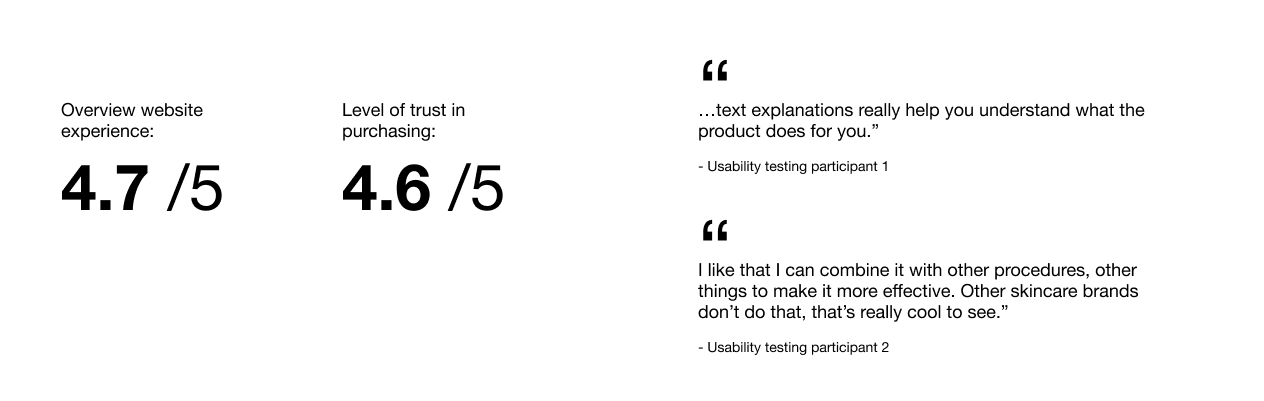 Overview website
experience:
4.7 /5
Level of trust in
purchasing:
4.6 /5
“
…text explanations really help you understand what the
product does for you.”
- Usability testing participant 1
“
I like that I can combine it with other procedures, other
things to make it more effective. Other skincare brands
don’t do that, that’s really cool to see.”
- Usability testing participant 2